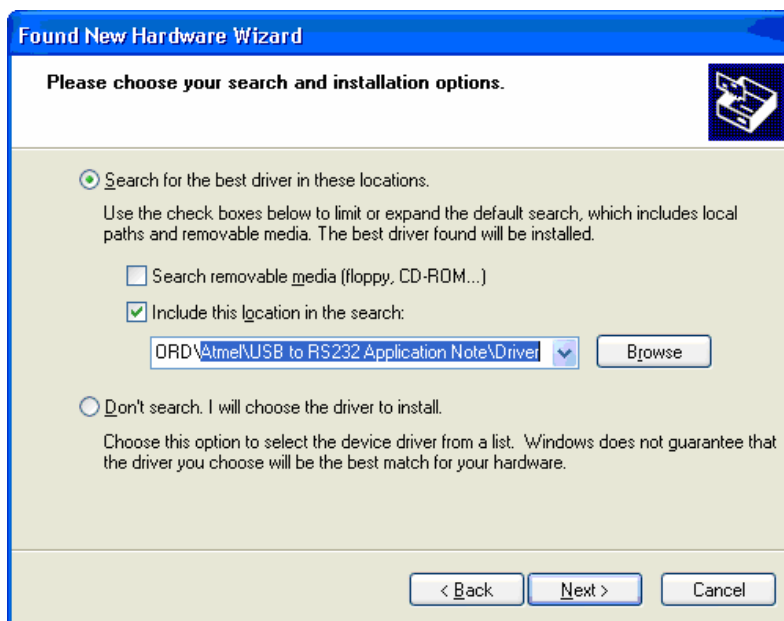 Found New Hardware Wizard
Please choose your search and installation options.
Search for the best driver in these locations.
Use the check boxes below to limit or expand the default search, which includes local
paths and removable media. The best driver found will be installed.
Search removable media (floppy, CD-ROM...)
Include this location in the search:
ORD\Atmel\USB to RS232 Application Note\Driver
Browse
Don't search. I will choose the driver to install.
Choose this option to select the device driver from a list. Windows does not guarantee that
the driver you choose will be the best match for your hardware.
< Back
Next >
Cancel